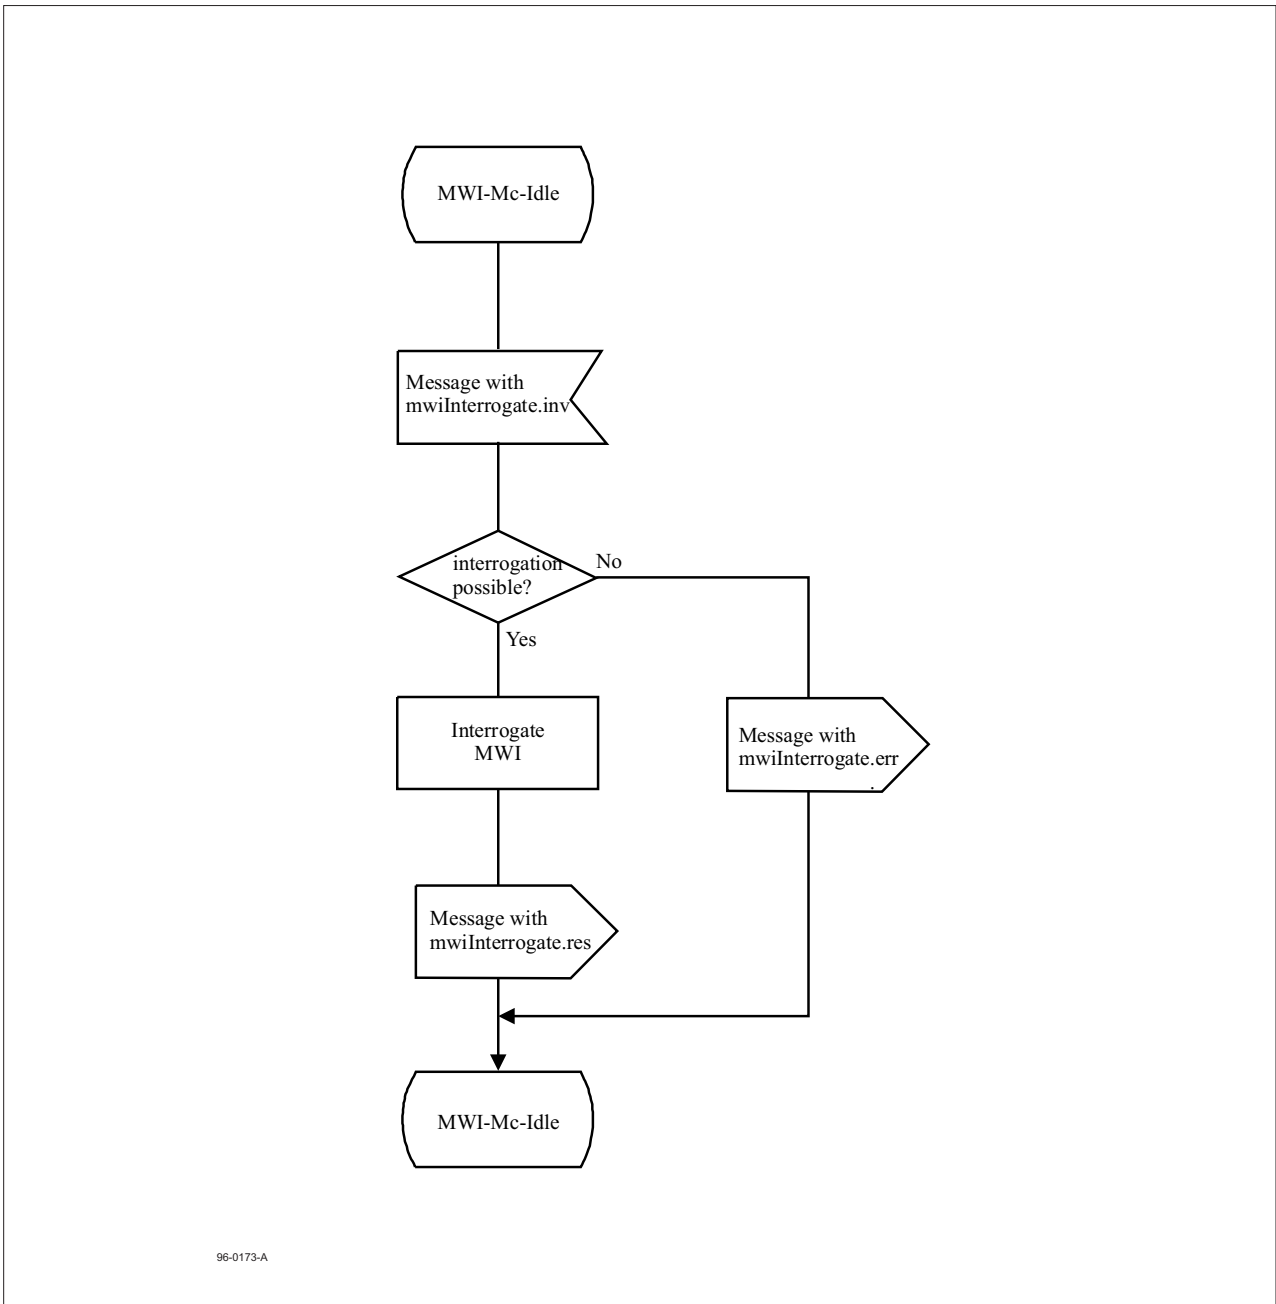 MWI-Mc-Idle
Message with
mwiInterrogate.inv
interrogation
possible?
No
Yes
Interrogate
MWI
Message with
mwiInterrogate.err
.
Message with
mwiInterrogate.res
MWI-Mc-Idle
96-0173-A